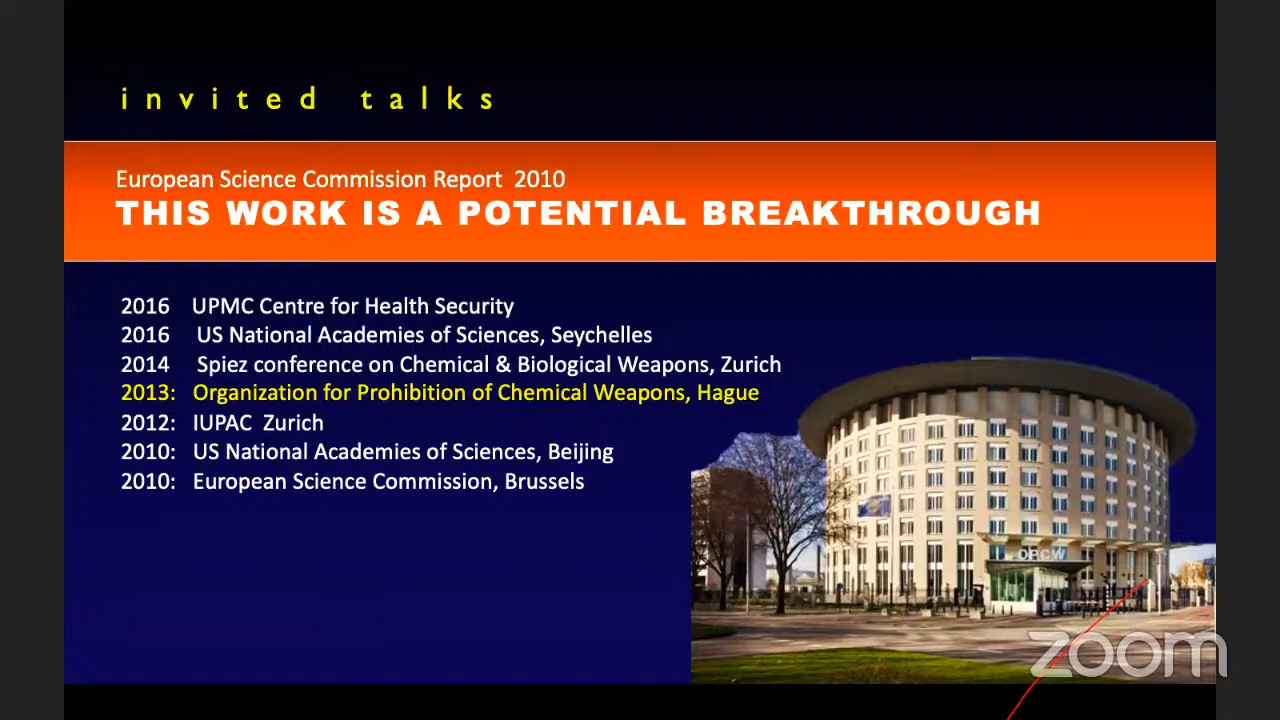 invited talks
European Science Commission Report 2010
THIS WORK IS A POTENTIAL BREAKTHROUGH
2016 UPMC Centre for Health Security
2016 US National Academies of Sciences, Seychelles
2014 Spiez conference on Chemical & Biological Weapons, Zurich
2013: Organization for Prohibition of Chemical Weapons, Hague
2012: IUPAC Zurich
2010: US National Academies of Sciences, Beijing
2010: European Science Commission, Brussels
OPCW
zoom